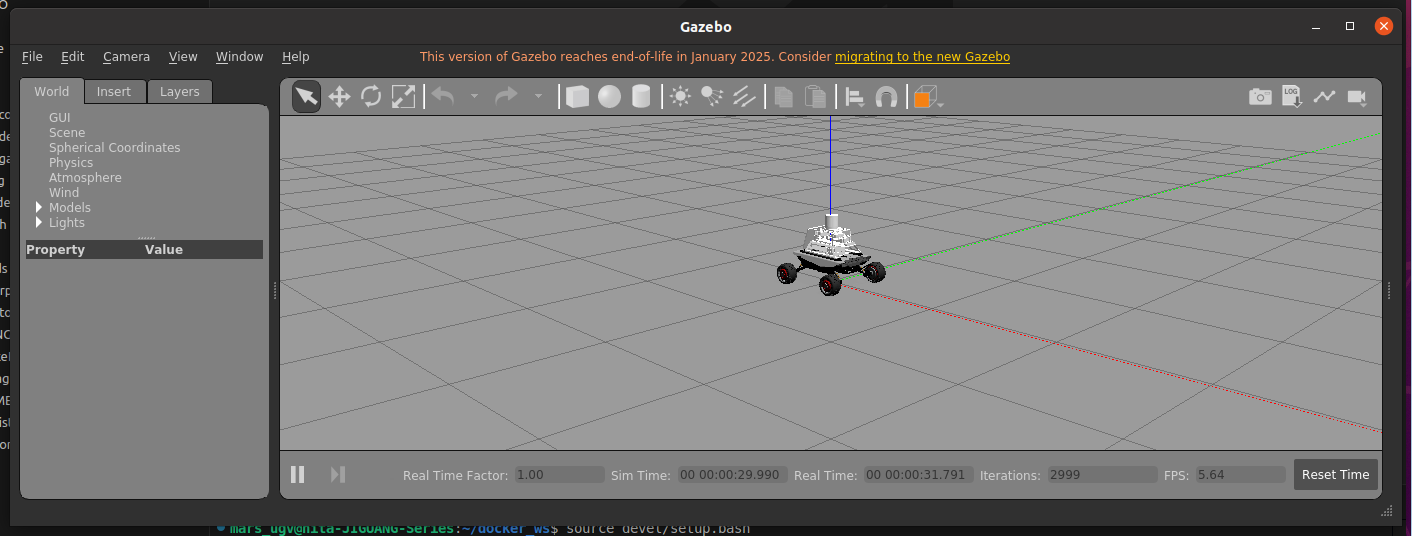 Gazebo
File Edit Camera View Window Help This version of Gazebo reaches end-of-life in January 2025. Consider migrating to the new Gazebo
World Insert Layers
LOG
GUI
Scene
Spherical Coordinates
Physics
Atmosphere
Wind
Models
Lights
Property Value
Real Time Factor: 1.00 Sim Time: 00 00:00:29.990 Real Time: 00 00:00:31.791 Iterations: 2999 FPS: 5.64 Reset Time
mars_ugv@nita-JIGUANG-Series:~/docker_ws$ source devel/setup.bash